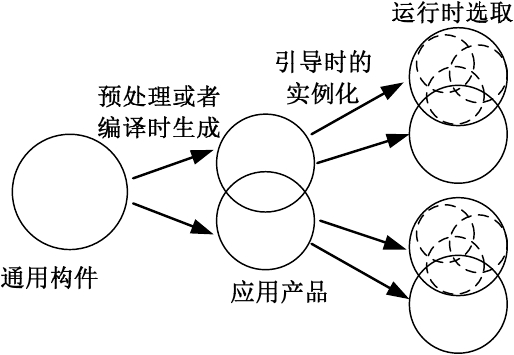 运行时选取
引导时的
实例化
预处理或者
编译时生成
通用构件
应用产品